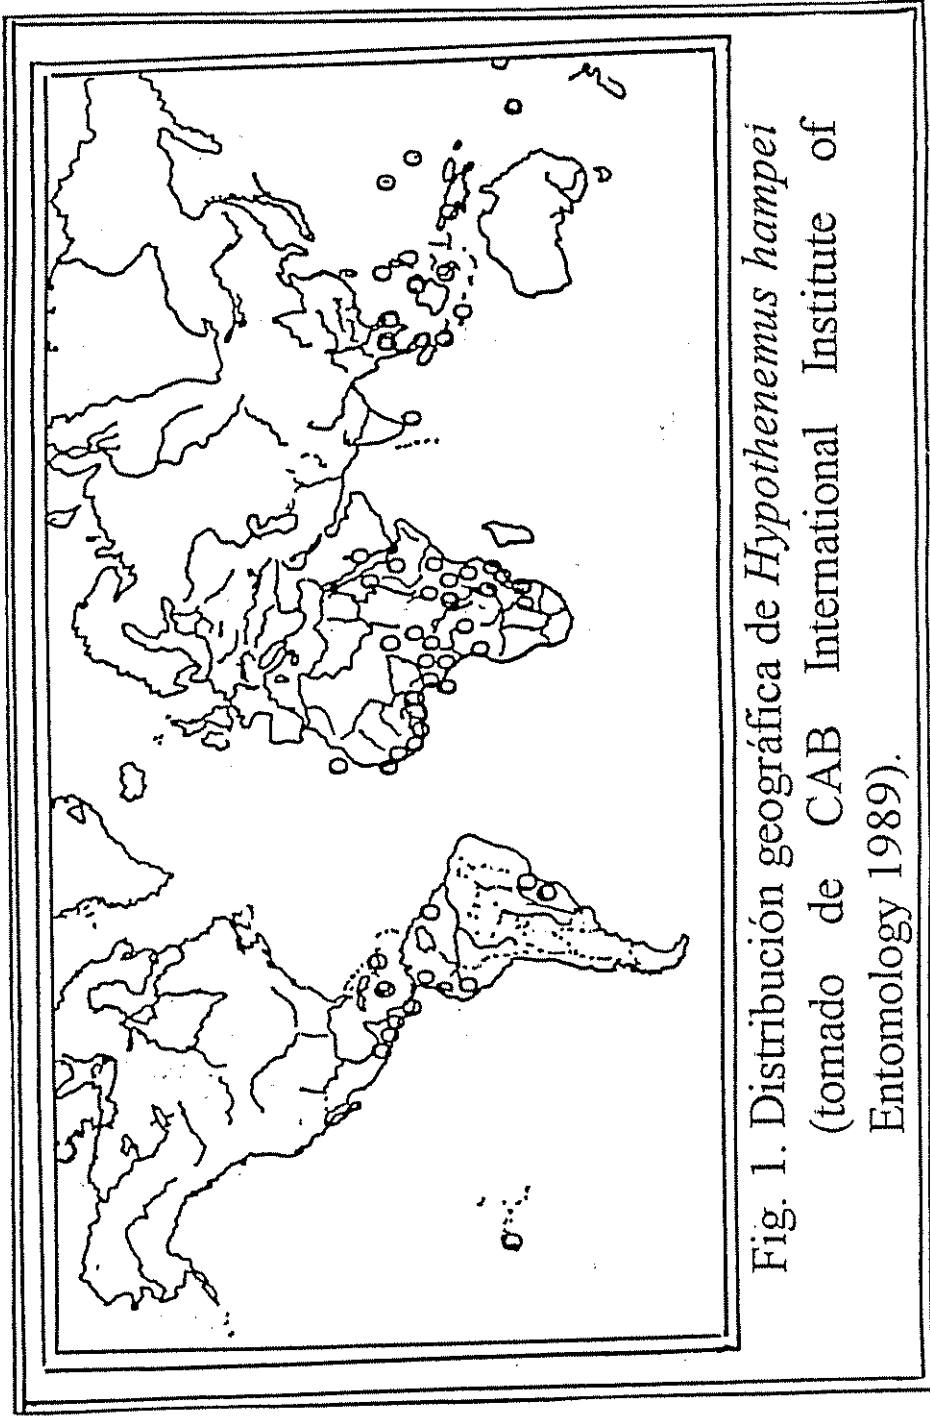 Fig. 1. Distribución geográfica de Hypothenemus hampei
(tomado de CAB International Institute of
Entomology 1989).